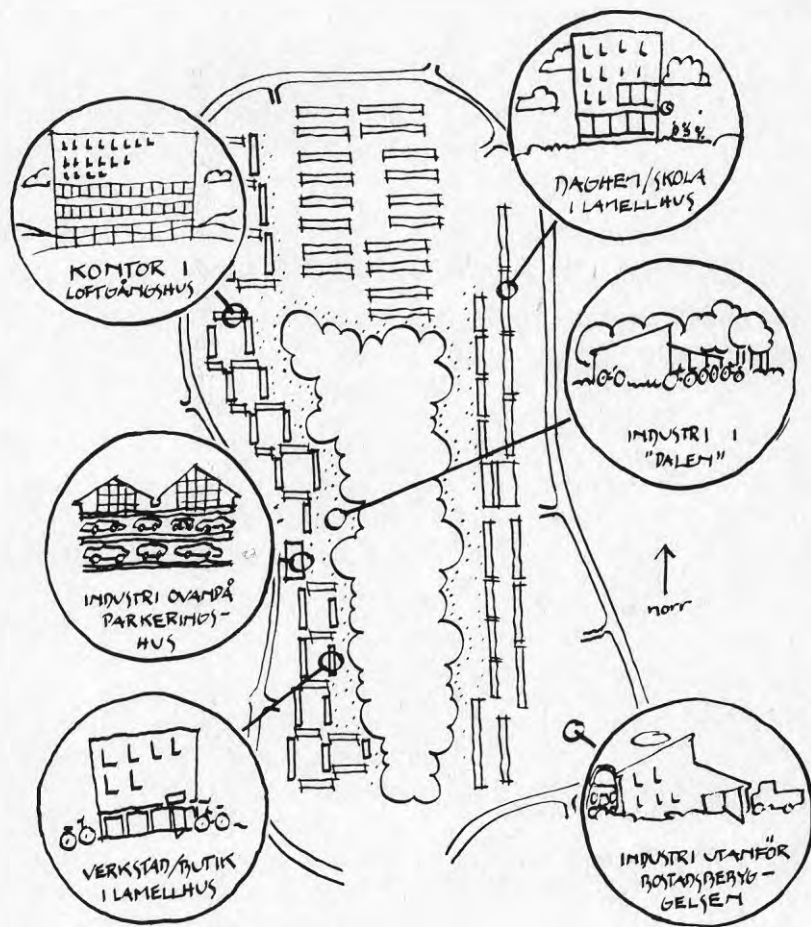 DAGHEM/SKOLA
I LAMELLHUS
KONTOR I
LOFTGÅNGSHUS
INDUSTRI I
"DALEN"
INDUSTRI OVANPÅ
PARKERINGS-
HUS
norr
VERKSTAD/BUTIK
I LAMELLHUS
INDUSTRI UTANFÖR
BOSTADSBEBYG-
GELSEN